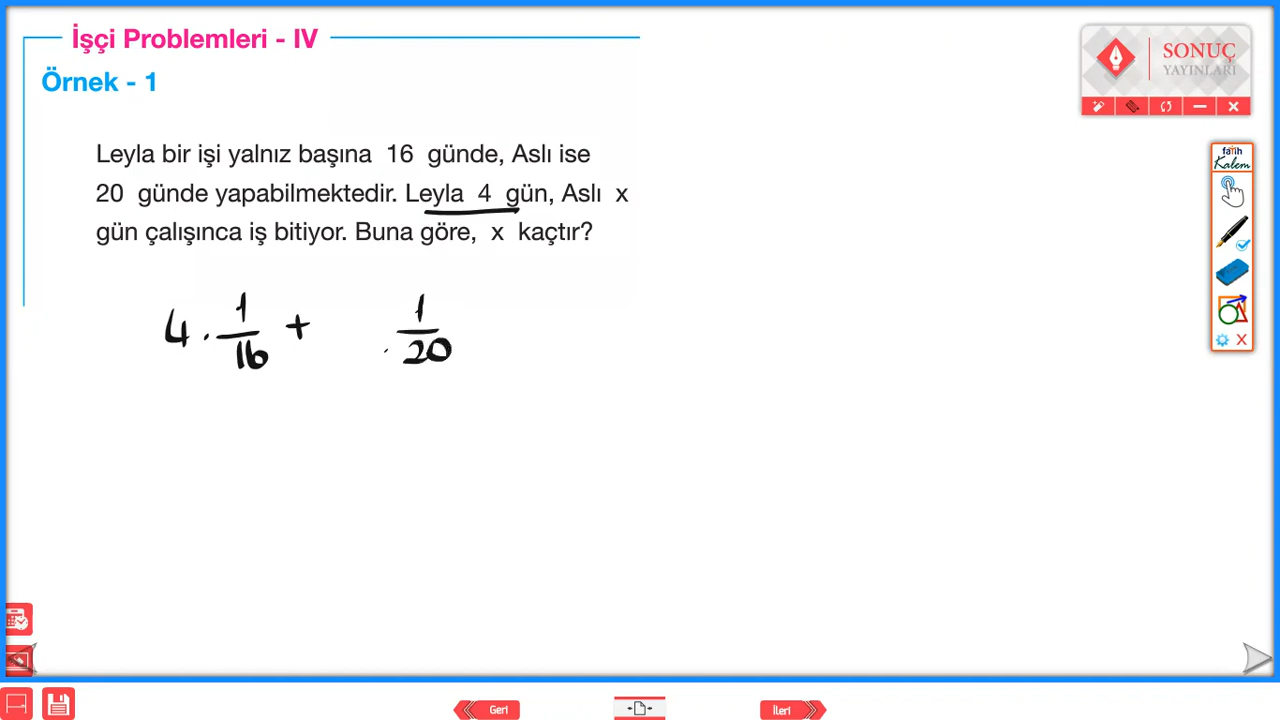 İşçi Problemleri - IV
Örnek - 1
SONUÇ
YAYINLARI
fatih
Kalem
Leyla bir işi yalnız başına 16 günde, Aslı ise
20 günde yapabilmektedir. Leyla 4 gün, Aslı x
gün çalışınca iş bitiyor. Buna göre, x kaçtır?
4 . 1/16 + . 1/20
Geri
İleri